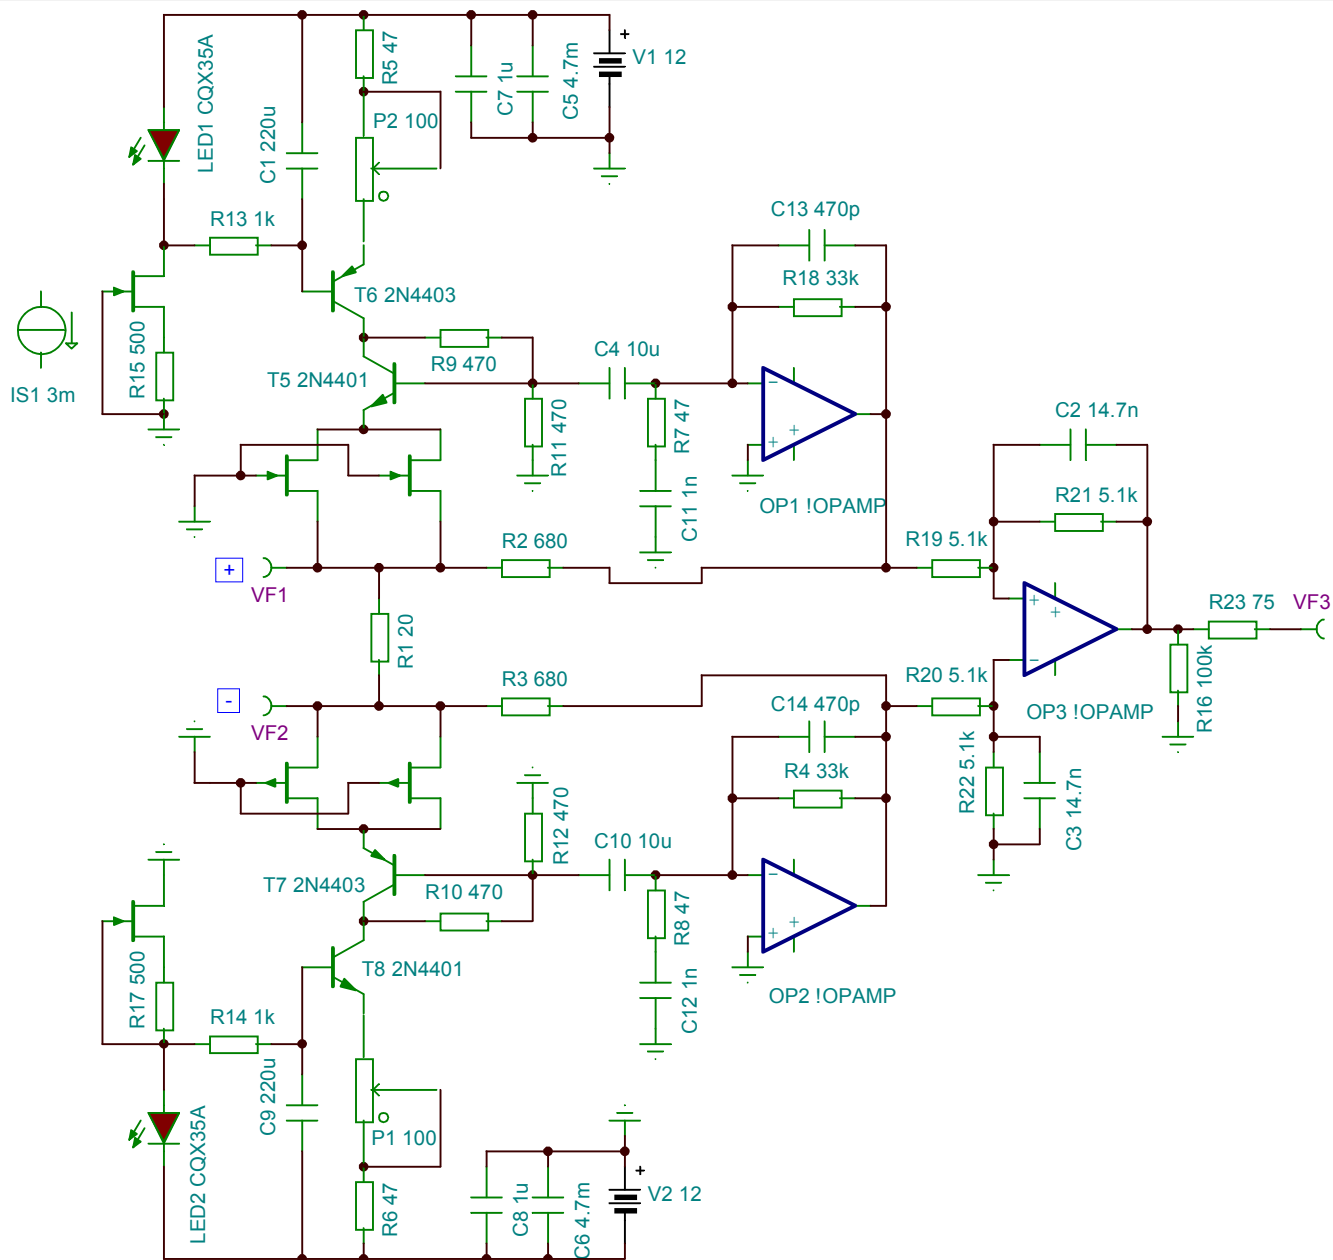 LED1 CQX35A
C1 220u
R5 47
P2 100
C7 1u
C5 4.7m
+
V1 12
R13 1k
T6 2N4403
R15 500
IS1 3m
R9 470
T5 2N4401
R11 470
C4 10u
R7 47
C11 1n
C13 470p
R18 33k
−
+
+
OP1 !OPAMP
C2 14.7n
R21 5.1k
R19 5.1k
R2 680
+
VF1
R1 20
+
+
−
OP3 !OPAMP
R23 75
VF3
R16 100k
-
VF2
R3 680
R20 5.1k
C14 470p
R4 33k
R22 5.1k
C3 14.7n
R12 470
C10 10u
T7 2N4403
R10 470
R8 47
C12 1n
−
+
+
OP2 !OPAMP
T8 2N4401
R17 500
R14 1k
C9 220u
LED2 CQX35A
P1 100
R6 47
C8 1u
C6 4.7m
+
V2 12